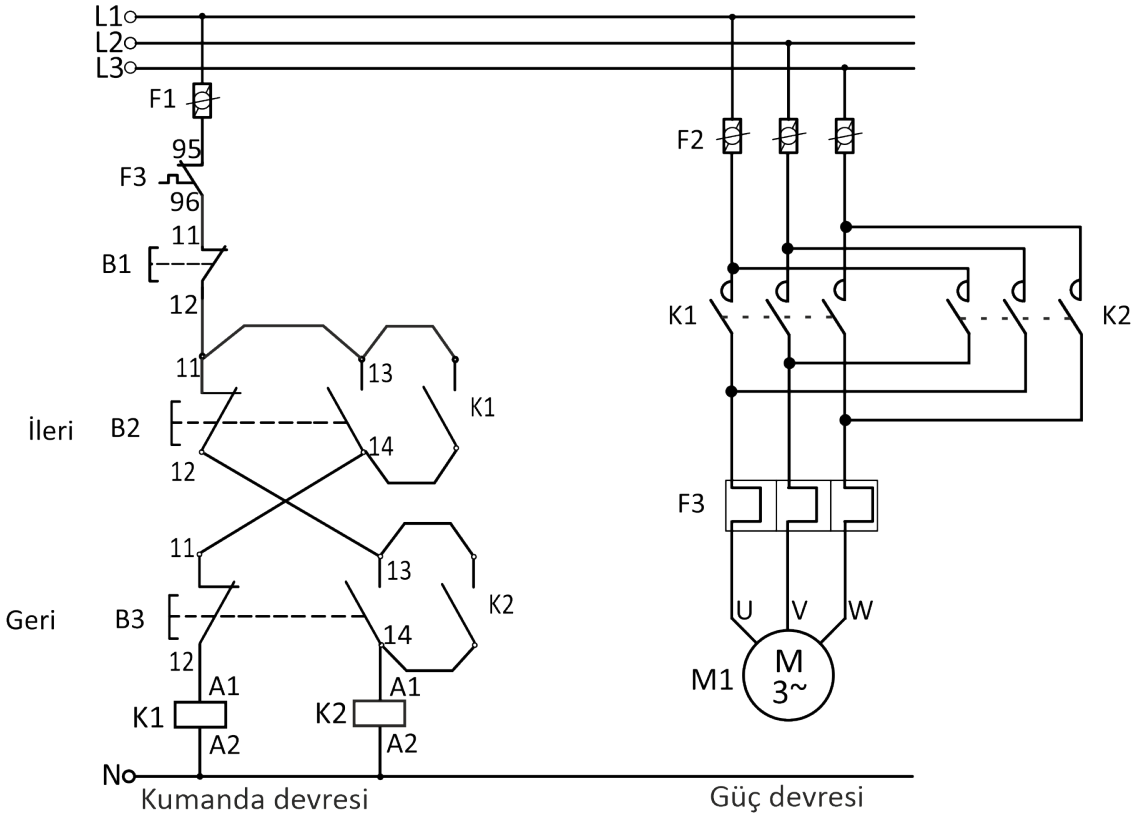 L1
L2
L3
F1
95
F3
96
11
B1
12
11
13
K1
İleri B2
14
12
11
13
K2
Geri B3
14
12
A1 A1
K1 K2
A2 A2
N
Kumanda devresi
F2
K1 K2
F3
U V W
M1 M
3~
Güç devresi